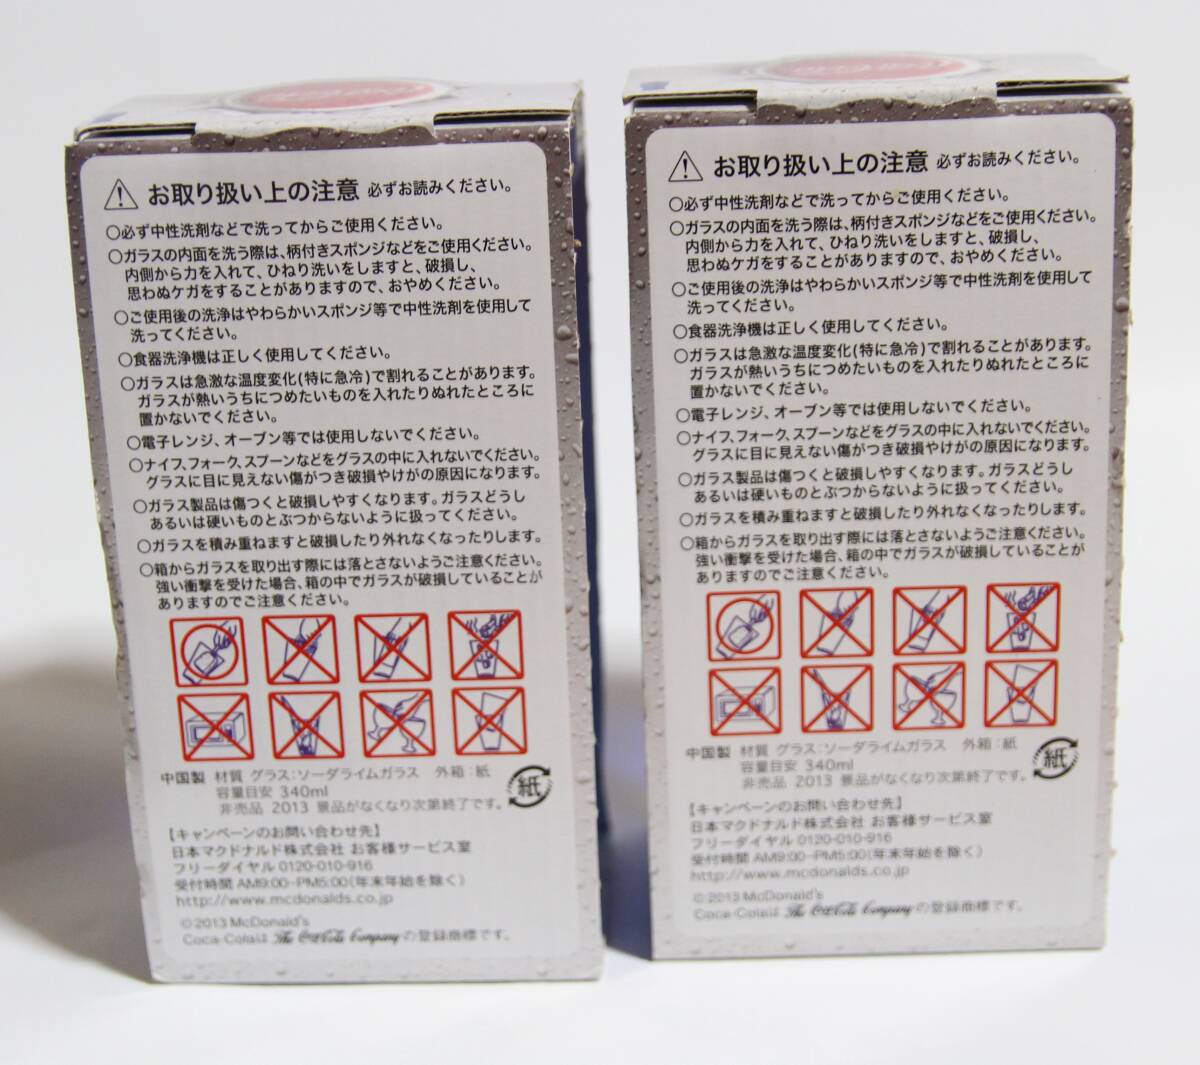 お取り扱い上の注意 必ずお読みください。
○必ず中性洗剤などで洗ってからご使用ください。
○ガラスの内面を洗う際は、柄付きスポンジなどをご使用ください。
内側から力を入れて、ひねり洗いをしますと、破損し、
思わぬケガをすることがありますので、おやめください。
○ご使用後の洗浄はやわらかいスポンジ等で中性洗剤を使用して
洗ってください。
○食器洗浄機は正しく使用してください。
○ガラスは急激な温度変化(特に急冷)で割れることがあります。
ガラスが熱いうちにつめたいものを入れたりぬれたところに
置かないでください。
○電子レンジ、オーブン等では使用しないでください。
○ナイフ、フォーク、スプーンなどをグラスの中に入れないでください。
グラスに目に見えない傷がつき破損やけがの原因になります。
○ガラス製品は傷つくと破損しやすくなります。ガラスどうし
あるいは硬いものとぶつからないように扱ってください。
○ガラスを積み重ねますと破損したり外れなくなったりします。
○箱からガラスを取り出す際には落とさないようご注意ください。
強い衝撃を受けた場合、箱の中でガラスが破損していることが
ありますのでご注意ください。
中国製 材質 グラス:ソーダライムガラス 外箱:紙
容量目安 340ml
非売品 2013 景品がなくなり次第終了です。
紙
【キャンペーンのお問い合わせ先】
日本マクドナルド株式会社 お客様サービス室
フリーダイヤル 0120-010-916
受付時間 AM9:00-PM5:00(年末年始を除く)
http://www.mcdonalds.co.jp
©2013 McDonald's
Coca-Colaは The Coca-Cola Company の登録商標です。
お取り扱い上の注意 必ずお読みください。
○必ず中性洗剤などで洗ってからご使用ください。
○ガラスの内面を洗う際は、柄付きスポンジなどをご使用ください。
内側から力を入れて、ひねり洗いをしますと、破損し、
思わぬケガをすることがありますので、おやめください。
○ご使用後の洗浄はやわらかいスポンジ等で中性洗剤を使用して
洗ってください。
○食器洗浄機は正しく使用してください。
○ガラスは急激な温度変化(特に急冷)で割れることがあります。
ガラスが熱いうちにつめたいものを入れたりぬれたところに
置かないでください。
○電子レンジ、オーブン等では使用しないでください。
○ナイフ、フォーク、スプーンなどをグラスの中に入れないでください。
グラスに目に見えない傷がつき破損やけがの原因になります。
○ガラス製品は傷つくと破損しやすくなります。ガラスどうし
あるいは硬いものとぶつからないように扱ってください。
○ガラスを積み重ねますと破損したり外れなくなったりします。
○箱からガラスを取り出す際には落とさないようご注意ください。
強い衝撃を受けた場合、箱の中でガラスが破損していることが
ありますのでご注意ください。
中国製 材質 グラス:ソーダライムガラス 外箱:紙
容量目安 340ml
非売品 2013 景品がなくなり次第終了です。
紙
【キャンペーンのお問い合わせ先】
日本マクドナルド株式会社 お客様サービス室
フリーダイヤル 0120-010-916
受付時間 AM9:00-PM5:00(年末年始を除く)
http://www.mcdonalds.co.jp
©2013 McDonald's
Coca-Colaは The Coca-Cola Company の登録商標です。